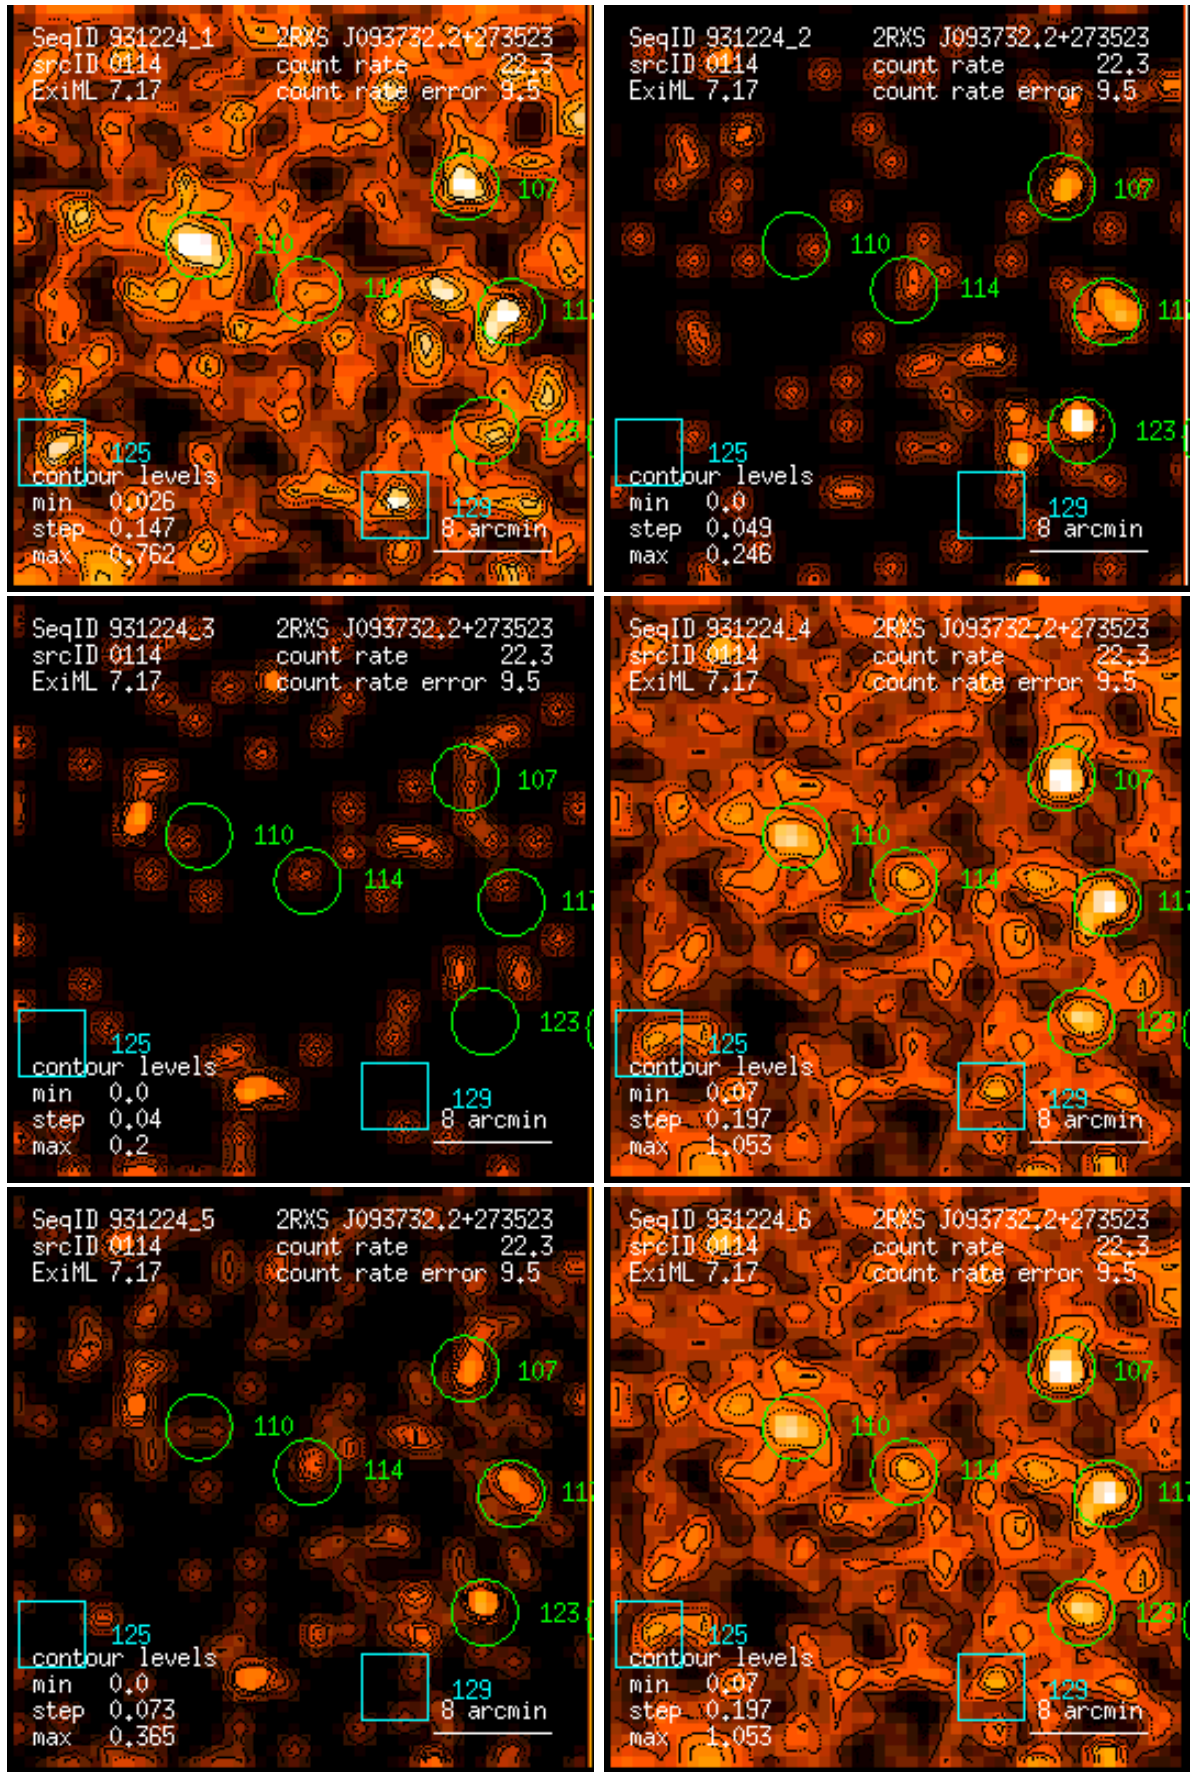 SeqID 931224_1 2RXS J093732.2+273523
srcID 0114 count rate 22.3
ExiML 7.17 count rate error 9.5
107
110
114
117
123
125
contour levels
min 0.026
129
step 0.147 8 arcmin
max 0.762
SeqID 931224_2 2RXS J093732.2+273523
srcID 0114 count rate 22.3
ExiML 7.17 count rate error 9.5
107
110
114
11
123
125
contour levels
min 0.0
129
step 0.049 8 arcmin
max 0.246
SeqID 931224_3 2RXS J093732.2+273523
srcID 0114 count rate 22.3
ExiML 7.17 count rate error 9.5
107
110
114
117
123
125
contour levels
min 0.0
129
step 0.04 8 arcmin
max 0.2
SeqID 931224_4 2RXS J093732.2+273523
srcID 0114 count rate 22.3
ExiML 7.17 count rate error 9.5
107
110
114
117
123
125
contour levels
min 0.07
129
step 0.197 8 arcmin
max 1.053
SeqID 931224_5 2RXS J093732.2+273523
srcID 0114 count rate 22.3
ExiML 7.17 count rate error 9.5
107
110
114
117
123
125
contour levels
min 0.0
129
step 0.073 8 arcmin
max 0.365
SeqID 931224_6 2RXS J093732.2+273523
srcID 0114 count rate 22.3
ExiML 7.17 count rate error 9.5
107
110
114
117
123
125
contour levels
min 0.07
129
step 0.197 8 arcmin
max 1.053